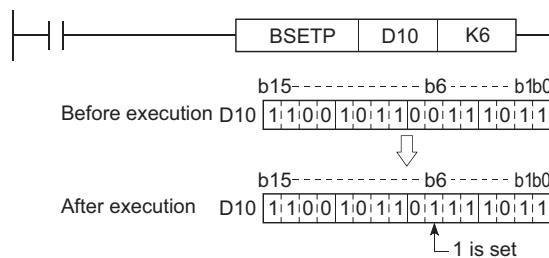 BSETP D10 K6
b15 b6 b1b0
Before execution D10 1 1 0 0 1 0 1 1 0 0 1 1 1 0 1 1
b15 b6 b1b0
After execution D10 1 1 0 0 1 0 1 1 0 1 1 1 1 0 1 1
1 is set